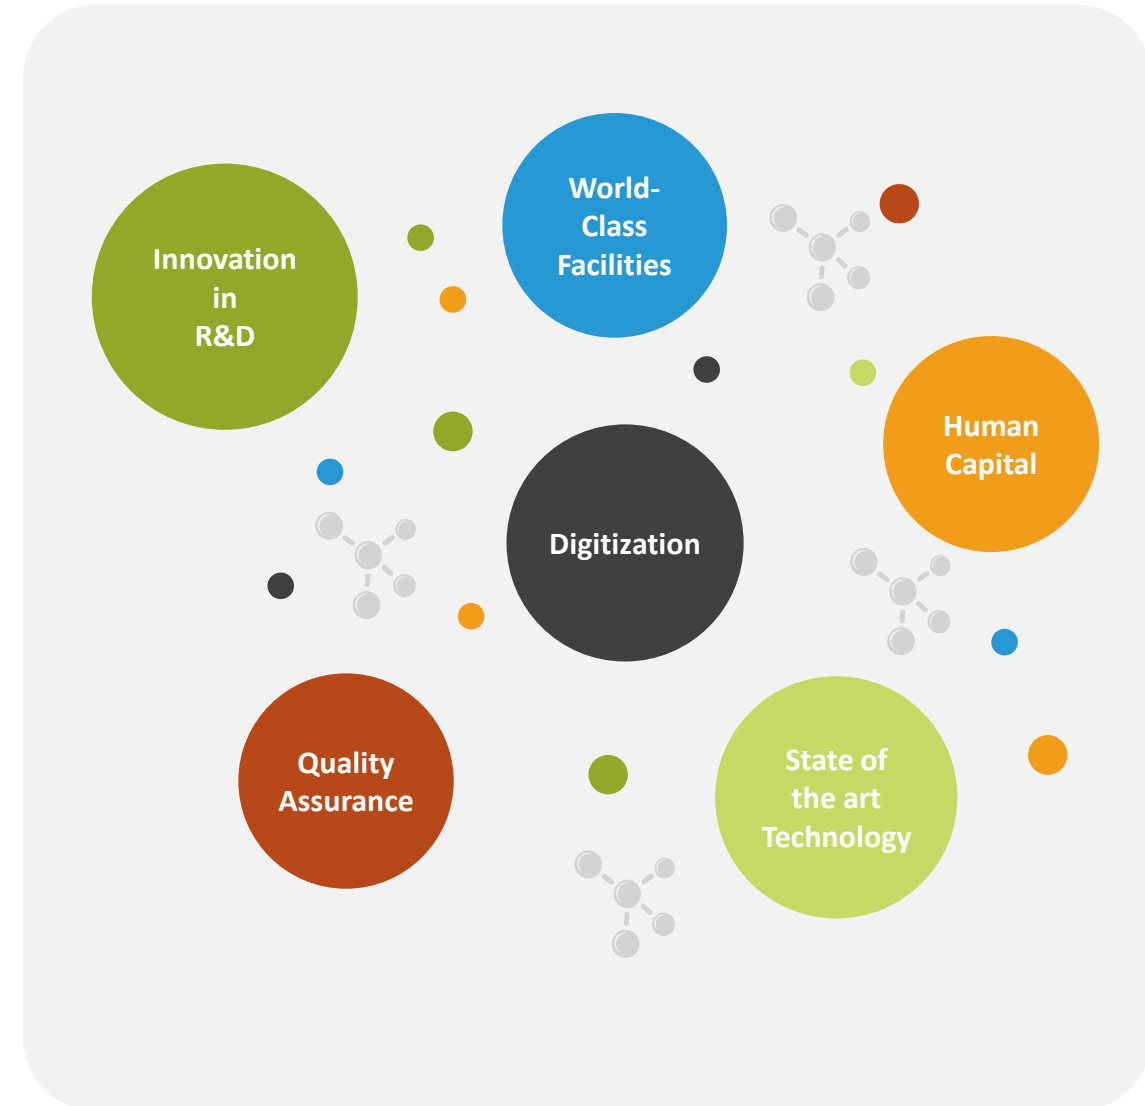 Innovation
in
R&D
World-
Class
Facilities
Human
Capital
Digitization
Quality
Assurance
State of
the art
Technology